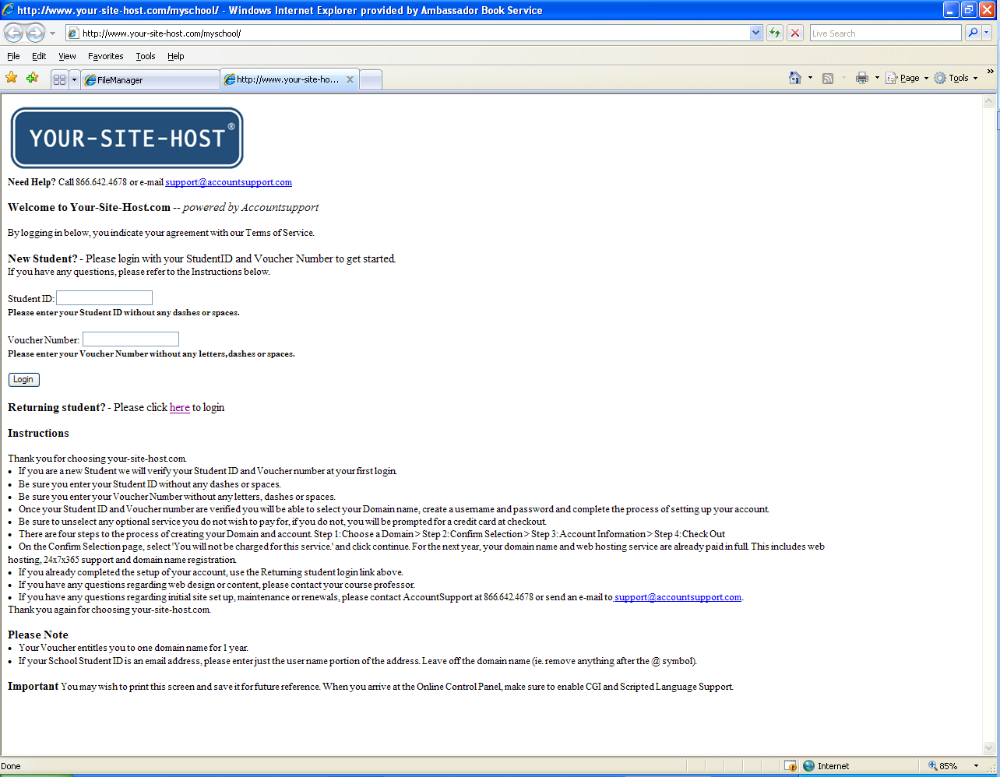 http://www.your-site-host.com/myschool/ - Windows Internet Explorer provided by Ambassador Book Service
http://www.your-site-host.com/myschool/
Live Search
File Edit View Favorites Tools Help
FileManager
http://www.your-site-ho...
Page
Tools
YOUR-SITE-HOST®
Need Help? Call 866.642.4678 or e-mail support@accountsupport.com
Welcome to Your-Site-Host.com -- powered by Accountsupport
By logging in below, you indicate your agreement with our Terms of Service.
New Student? - Please login with your StudentID and Voucher Number to get started.
If you have any questions, please refer to the Instructions below.
Student ID:
Please enter your Student ID without any dashes or spaces.
Voucher Number:
Please enter your Voucher Number without any letters, dashes or spaces.
Login
Returning student? - Please click here to login
Instructions
Thank you for choosing your-site-host.com.
• If you are a new Student we will verify your Student ID and Voucher number at your first login.
• Be sure you enter your Student ID without any dashes or spaces.
• Be sure you enter your Voucher Number without any letters, dashes or spaces.
• Once your Student ID and Voucher number are verified you will be able to select your Domain name, create a username and password and complete the process of setting up your account.
• Be sure to unselect any optional service you do not wish to pay for, if you do not, you will be prompted for a credit card at checkout.
• There are four steps to the process of creating your Domain and account. Step 1: Choose a Domain > Step 2: Confirm Selection > Step 3: Account Information > Step 4: Check Out
• On the Confirm Selection page, select 'You will not be charged for this service.' and click continue. For the next year, your domain name and web hosting service are already paid in full. This includes web
hosting, 24x7x365 support and domain name registration.
• If you already completed the setup of your account, use the Returning student login link above.
• If you have any questions regarding web design or content, please contact your course professor.
• If you have any questions regarding initial site set up, maintenance or renewals, please contact AccountSupport at 866.642.4678 or send an e-mail to support@accountsupport.com.
Thank you again for choosing your-site-host.com.
Please Note
• Your Voucher entitles you to one domain name for 1 year.
• If your School Student ID is an email address, please enter just the user name portion of the address. Leave off the domain name (ie. remove anything after the @ symbol).
Important You may wish to print this screen and save it for future reference. When you arrive at the Online Control Panel, make sure to enable CGI and Scripted Language Support.
Done
Internet
85%